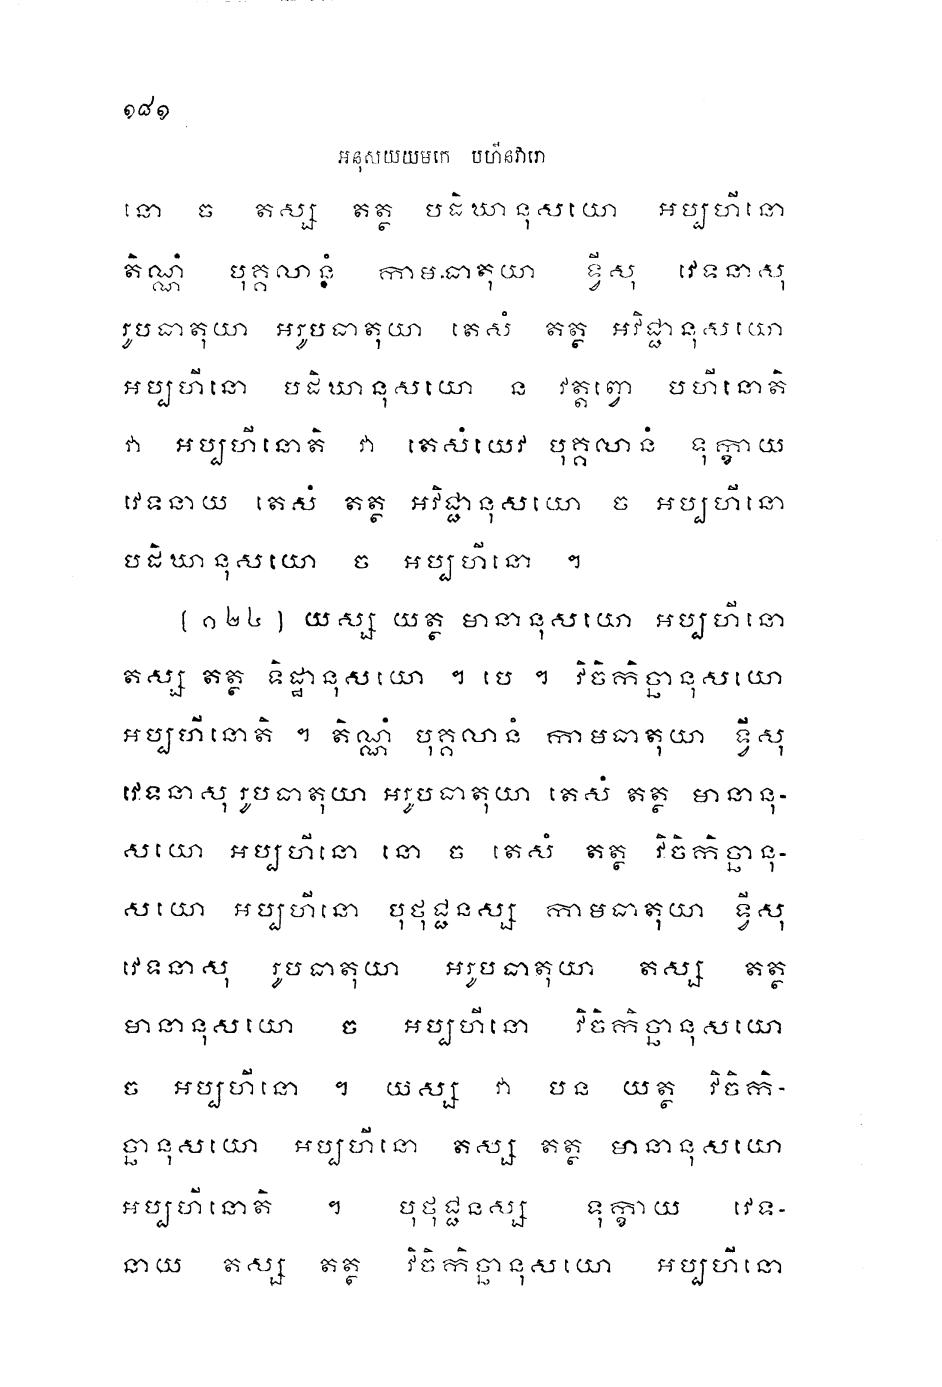 ១៨១
អនុសយយមកេ បហីនវារោ
នោ ច តស្ស តត្ថ បដិឃានុសយោ អប្បហីនោ
តិណ្ណំ បុគ្គលានំ កាមធាតុយា ទ្វីសុ វេទនាសុ
រូបធាតុយា អរូបធាតុយា តេសំ តត្ថ អវិជ្ជានុសយោ
អប្បហីនោ បដិឃានុសយោ ន វត្តព្វោ បហីនោតិ
វា អប្បហីនោតិ វា តេសំយេវ បុគ្គលានំ ទុក្ខាយ
វេទនាយ តេសំ តត្ថ អវិជ្ជានុសយោ ច អប្បហីនោ
បដិឃានុសយោ ច អប្បហីនោ ។
(១២៤) យស្ស យត្ថ មានានុសយោ អប្បហីនោ
តស្ស តត្ថ ទិដ្ឋានុសយោ ។ បេ ។ វិចិកិច្ឆានុសយោ
អប្បហីនោតិ ។ តិណ្ណំ បុគ្គលានំ កាមធាតុយា ទ្វីសុ
វេទនាសុ រូបធាតុយា អរូបធាតុយា តេសំ តត្ថ មានានុ-
សយោ អប្បហីនោ នោ ច តេសំ តត្ថ វិចិកិច្ឆានុ-
សយោ អប្បហីនោ បុថុជ្ជនស្ស កាមធាតុយា ទ្វីសុ
វេទនាសុ រូបធាតុយា អរូបធាតុយា តស្ស តត្ថ
មានានុសយោ ច អប្បហីនោ វិចិកិច្ឆានុសយោ
ច អប្បហីនោ ។ យស្ស វា បន យត្ថ វិចិកិ-
ច្ឆានុសយោ អប្បហីនោ តស្ស តត្ថ មានានុសយោ
អប្បហីនោតិ ។ បុថុជ្ជនស្ស ទុក្ខាយ វេទ-
នាយ តស្ស តត្ថ វិចិកិច្ឆានុសយោ អប្បហីនោ